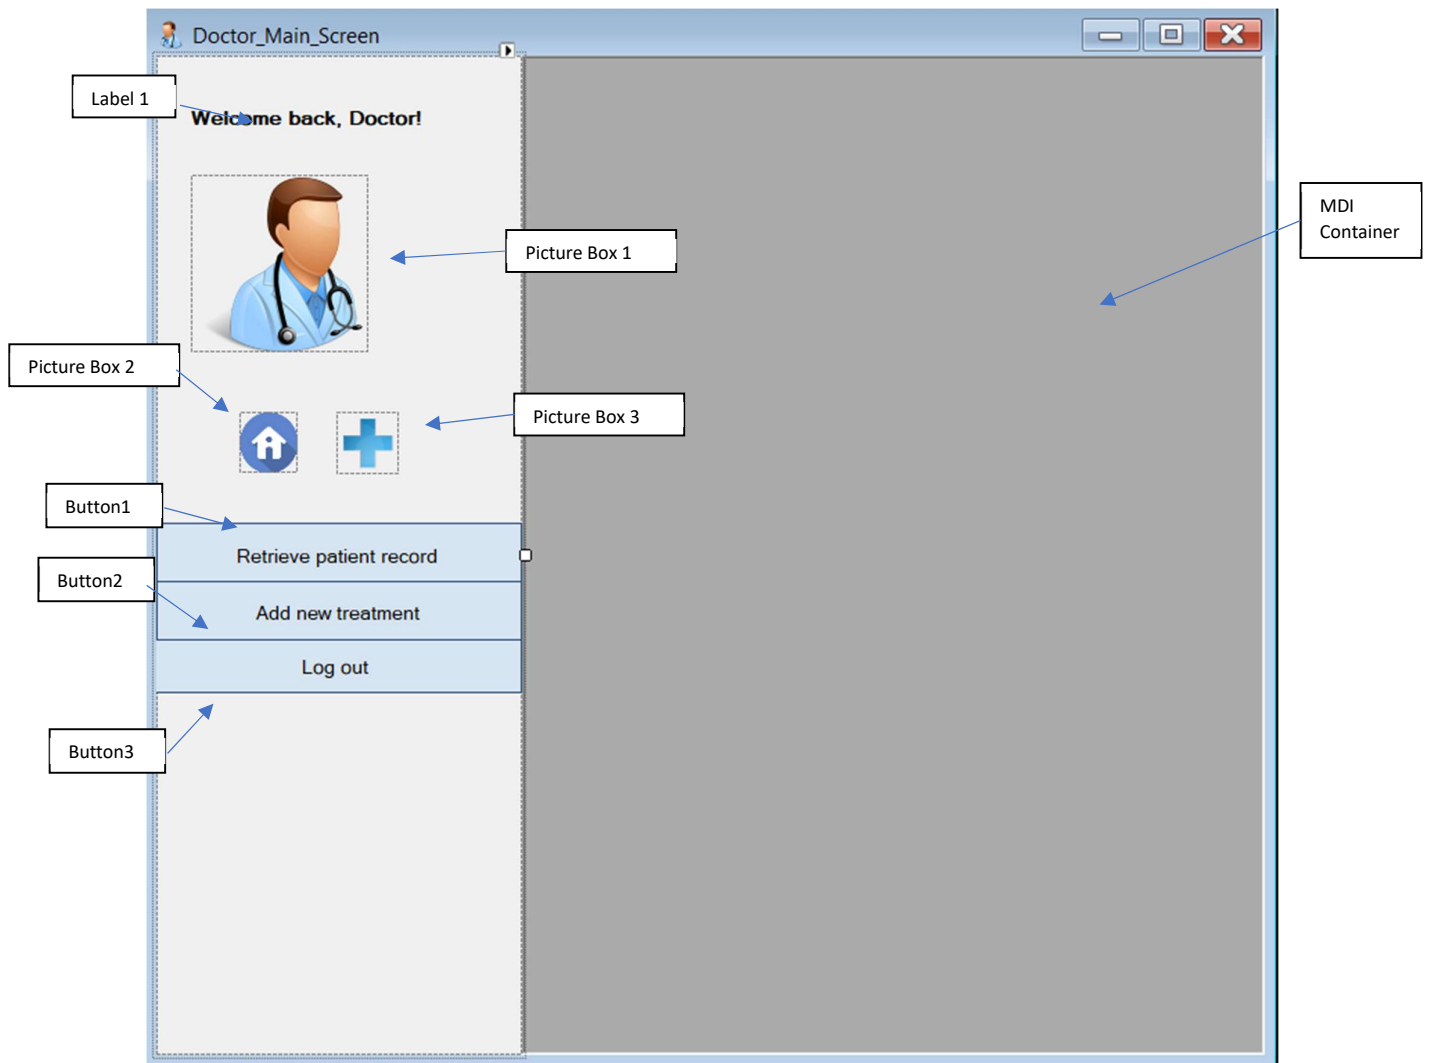 Doctor_Main_Screen
Label 1
Welcome back, Doctor!
MDI
Container
Picture Box 1
Picture Box 2
Picture Box 3
Button1
Retrieve patient record
Button2
Add new treatment
Log out
Button3